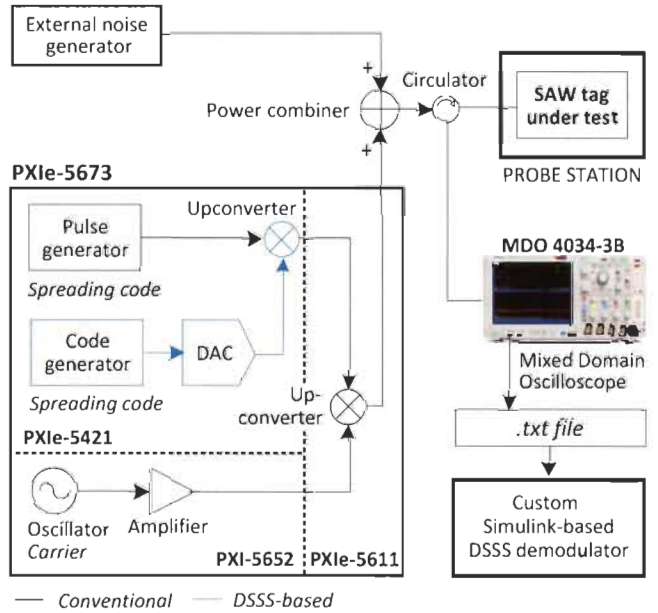 External noise
generator
+
Circulator
Power combiner
SAW tag
under test
+
PROBE STATION
PXIe-5673
Upconverter
Pulse
generator
Spreading code
MDO 4034-3B
Code
generator
DAC
Spreading code
Up-
converter
Mixed Domain
Oscilloscope
PXIe-5421
.txt file
Oscillator
Carrier
Amplifier
Custom
Simulink-based
DSSS demodulator
PXI-5652
PXIe-5611
Conventional
DSSS-based